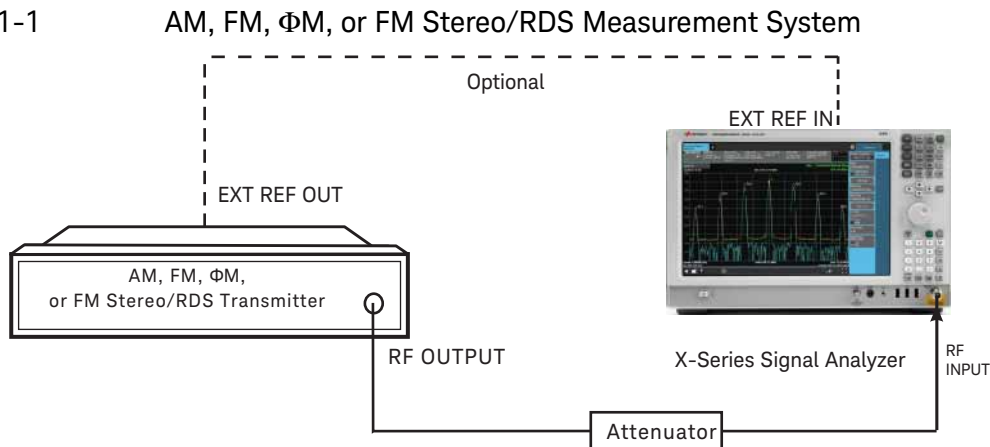 1-1 AM, FM, ΦM, or FM Stereo/RDS Measurement System
Optional
EXT REF IN
EXT REF OUT
AM, FM, ΦM,
or FM Stereo/RDS Transmitter
RF OUTPUT
X-Series Signal Analyzer
RF
INPUT
Attenuator